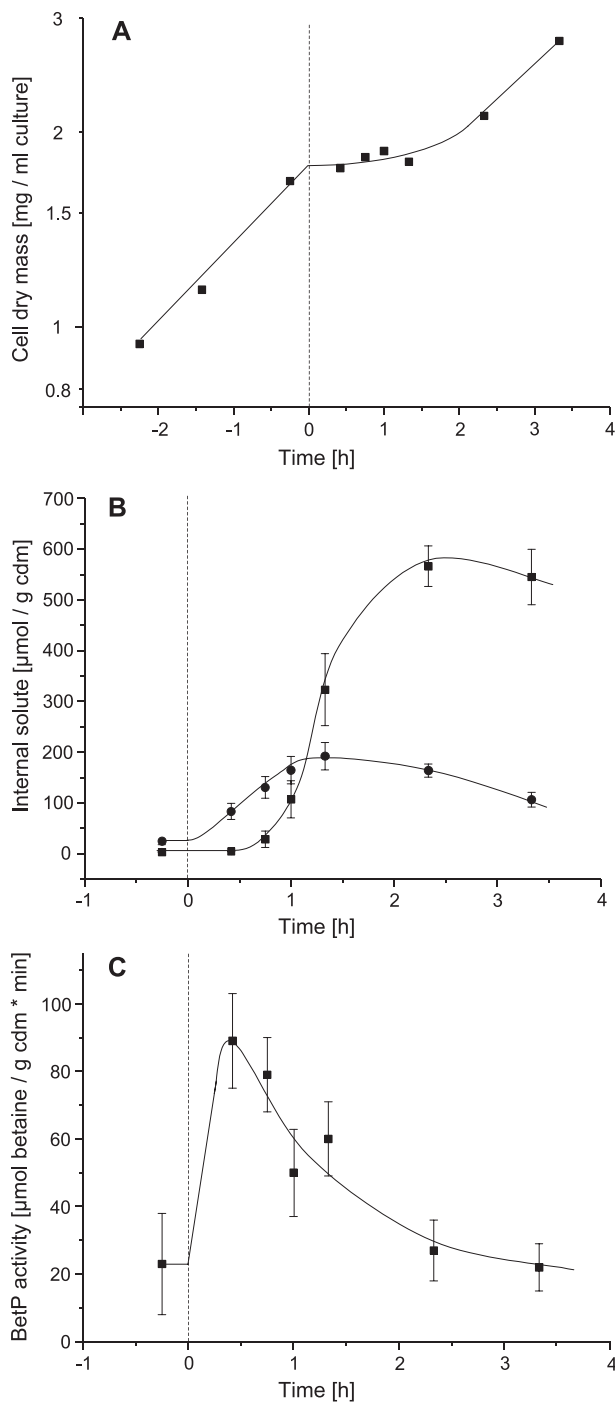 A
Cell dry mass [mg / ml culture]
3
2
1.5
1
0.8
-2 -1 0 1 2 3 4
Time [h]
B
Internal solute [µmol / g cdm]
700
600
500
400
300
200
100
0
-1 0 1 2 3 4
Time [h]
C
BetP activity [µmol betaine / g cdm * min]
100
80
60
40
20
0
-1 0 1 2 3 4
Time [h]